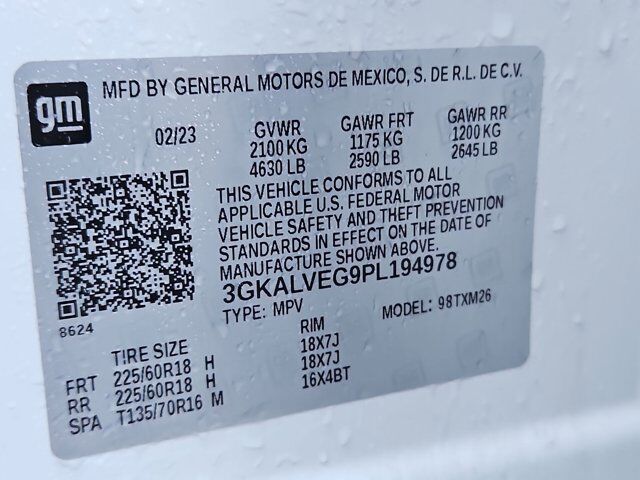 gm
MFD BY GENERAL MOTORS DE MEXICO, S. DE R.L. DE C.V.
02/23 GVWR GAWR FRT GAWR RR
2100 KG 1175 KG 1200 KG
4630 LB 2590 LB 2645 LB
THIS VEHICLE CONFORMS TO ALL
APPLICABLE U.S. FEDERAL MOTOR
VEHICLE SAFETY AND THEFT PREVENTION
STANDARDS IN EFFECT ON THE DATE OF
MANUFACTURE SHOWN ABOVE.
3GKALVEG9PL194978
TYPE: MPV MODEL: 98TXM26
8624
TIRE SIZE RIM
FRT 225/60R18 H 18X7J
RR 225/60R18 H 18X7J
SPA T135/70R16 M 16X4BT